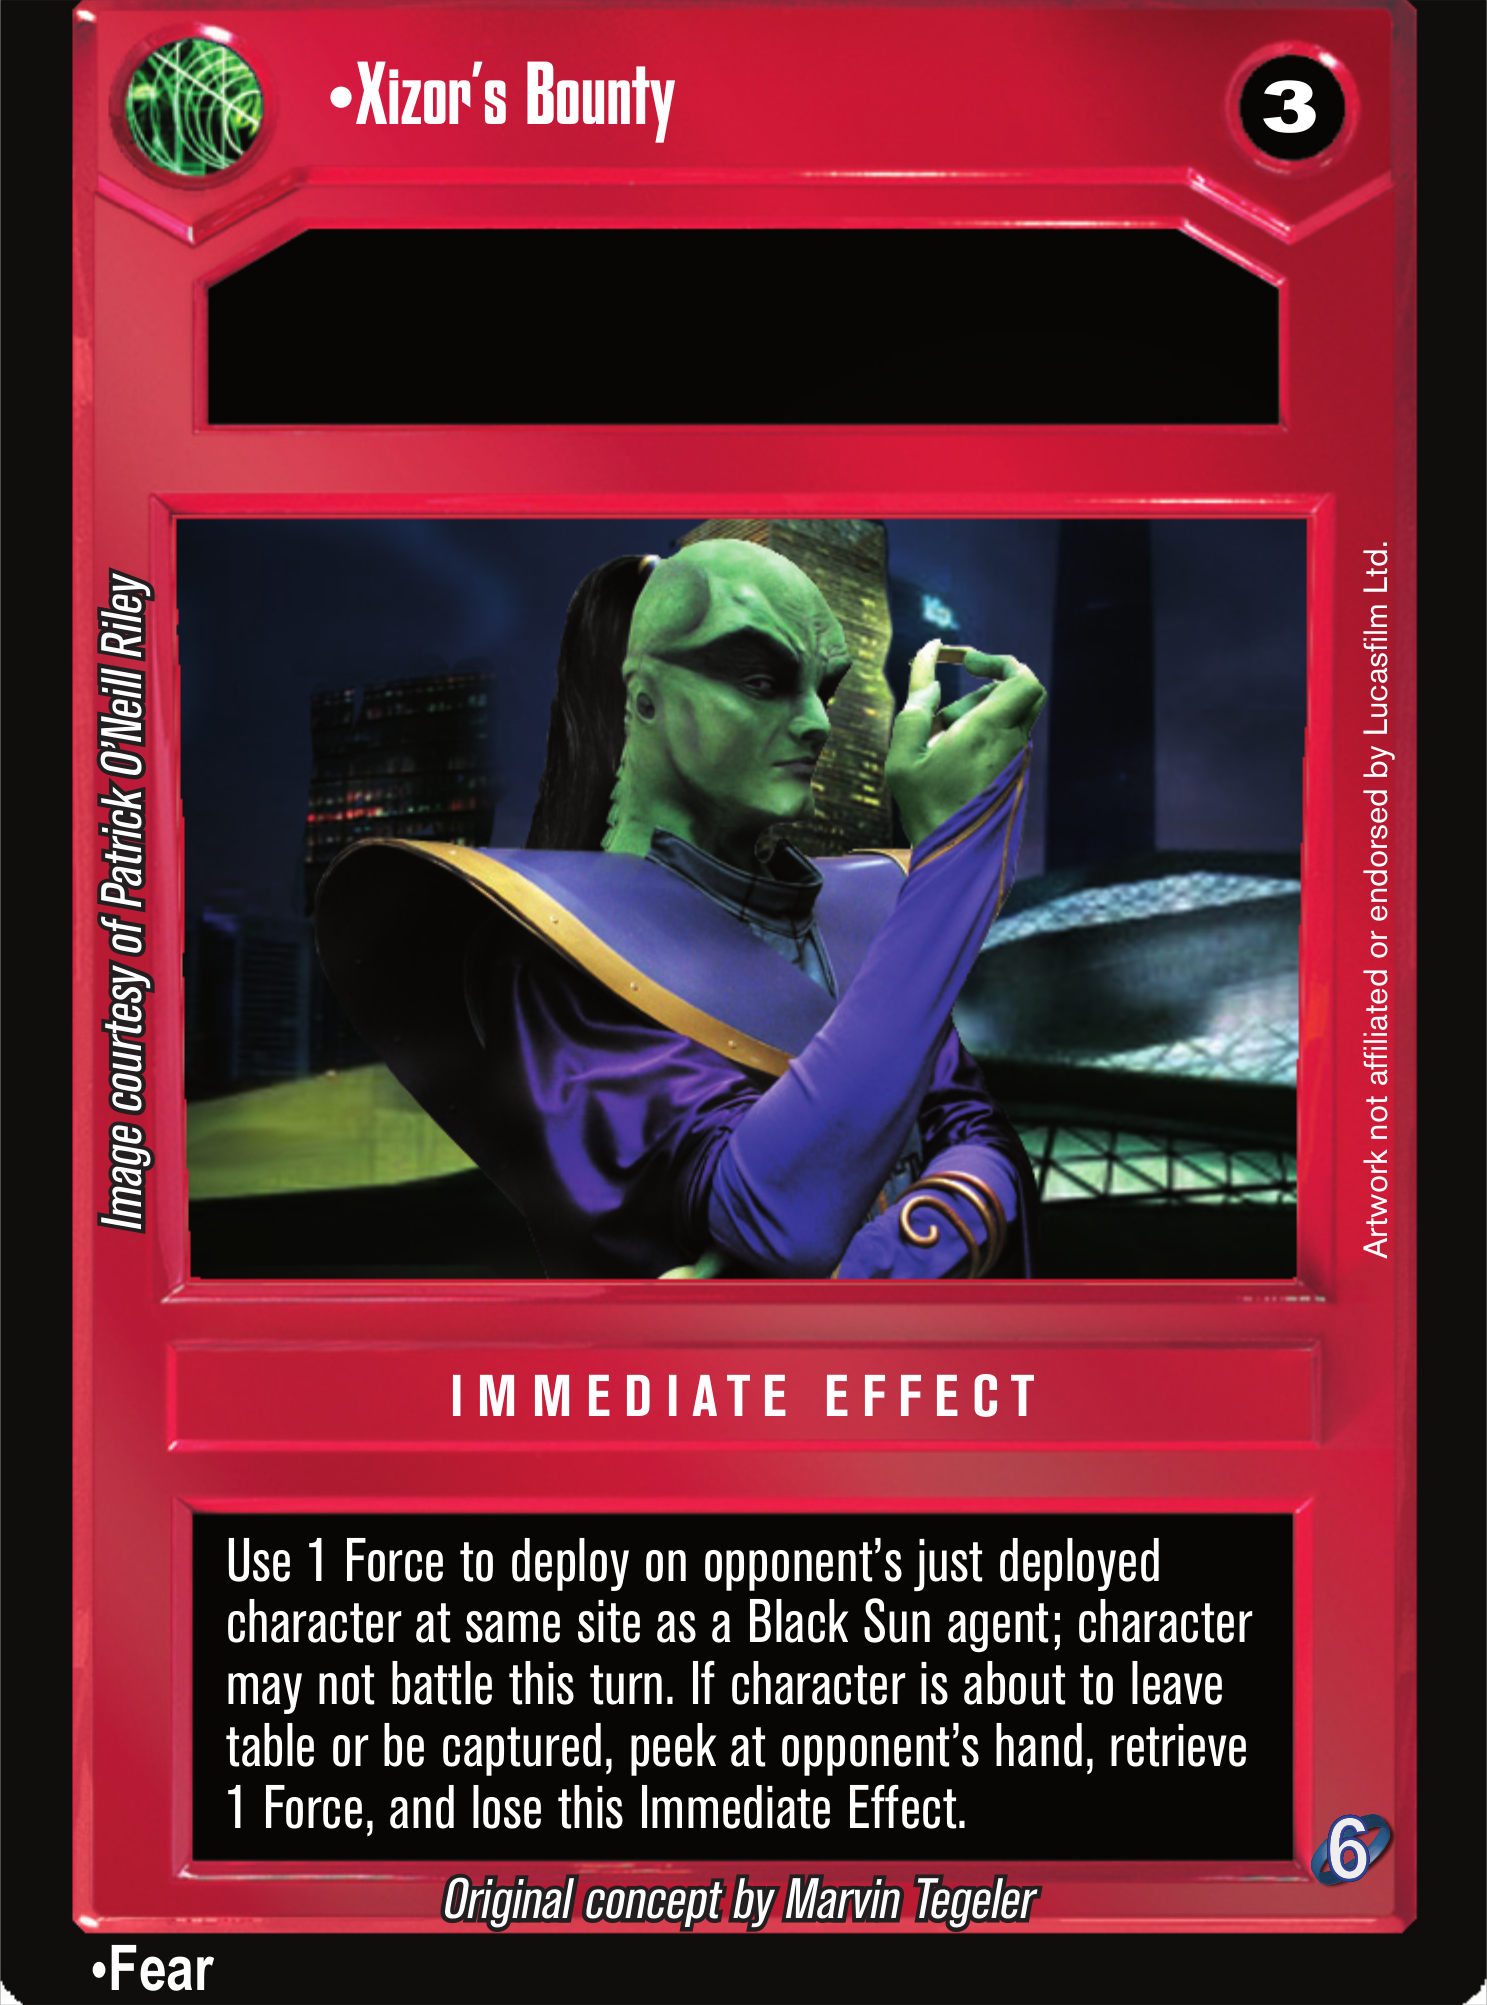 •Xizor's Bounty
3
Image courtesy of Patrick O'Neill Riley
Artwork not affiliated or endorsed by Lucasfilm Ltd.
IMMEDIATE EFFECT
Use 1 Force to deploy on opponent's just deployed
character at same site as a Black Sun agent; character
may not battle this turn. If character is about to leave
table or be captured, peek at opponent's hand, retrieve
1 Force, and lose this Immediate Effect.
6
Original concept by Marvin Tegeler
•Fear